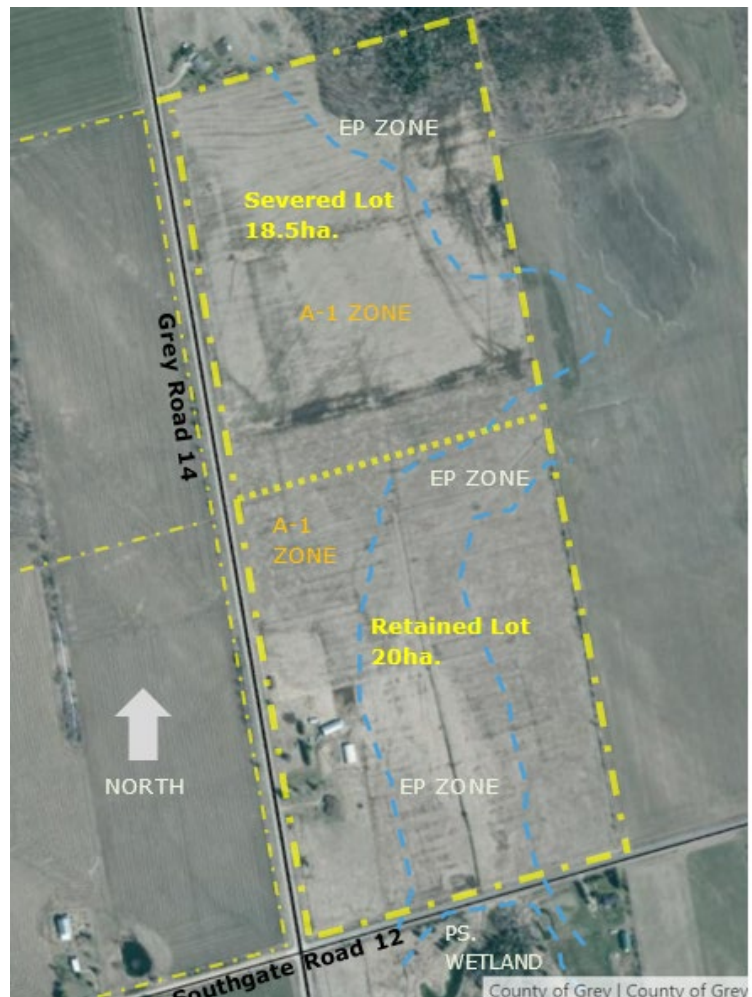 EP ZONE
Severed Lot
18.5ha.
A-1 ZONE
Grey Road 14
EP ZONE
A-1
ZONE
Retained Lot
20ha.
NORTH
EP ZONE
PS.
WETLAND
Southgate Road 12
County of Grey | County of Grey